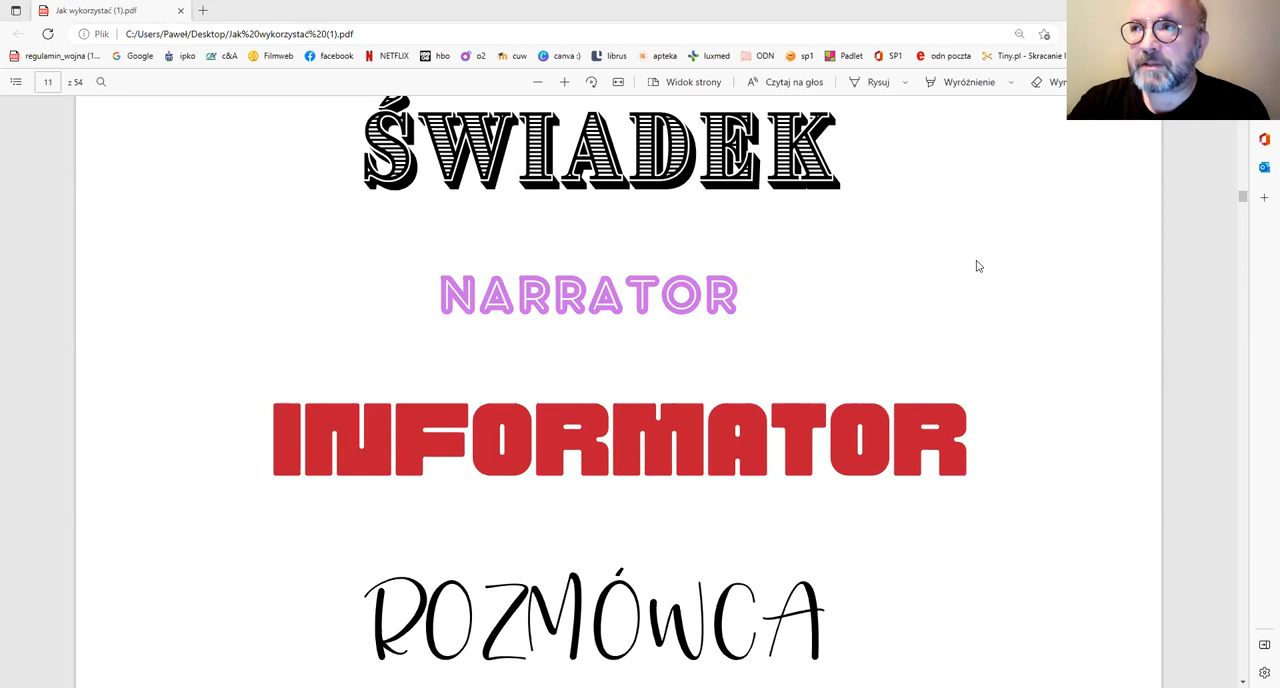 Jak wykorzystać (1).pdf
Plik C:/Users/Paweł/Desktop/Jak%20wykorzystać%20(1).pdf
regulamin_wojna (1... Google ipko c&A Filmweb facebook NETFLIX hbo o2 cuw canva :) librus apteka luxmed ODN sp1 Padlet SP1 odn poczta Tiny.pl - Skracanie l
11 z 54 Widok strony Czytaj na głos Rysuj Wyróżnienie
ŚWIADEK
NARRATOR
INFORMATOR
ROZMÓWCA